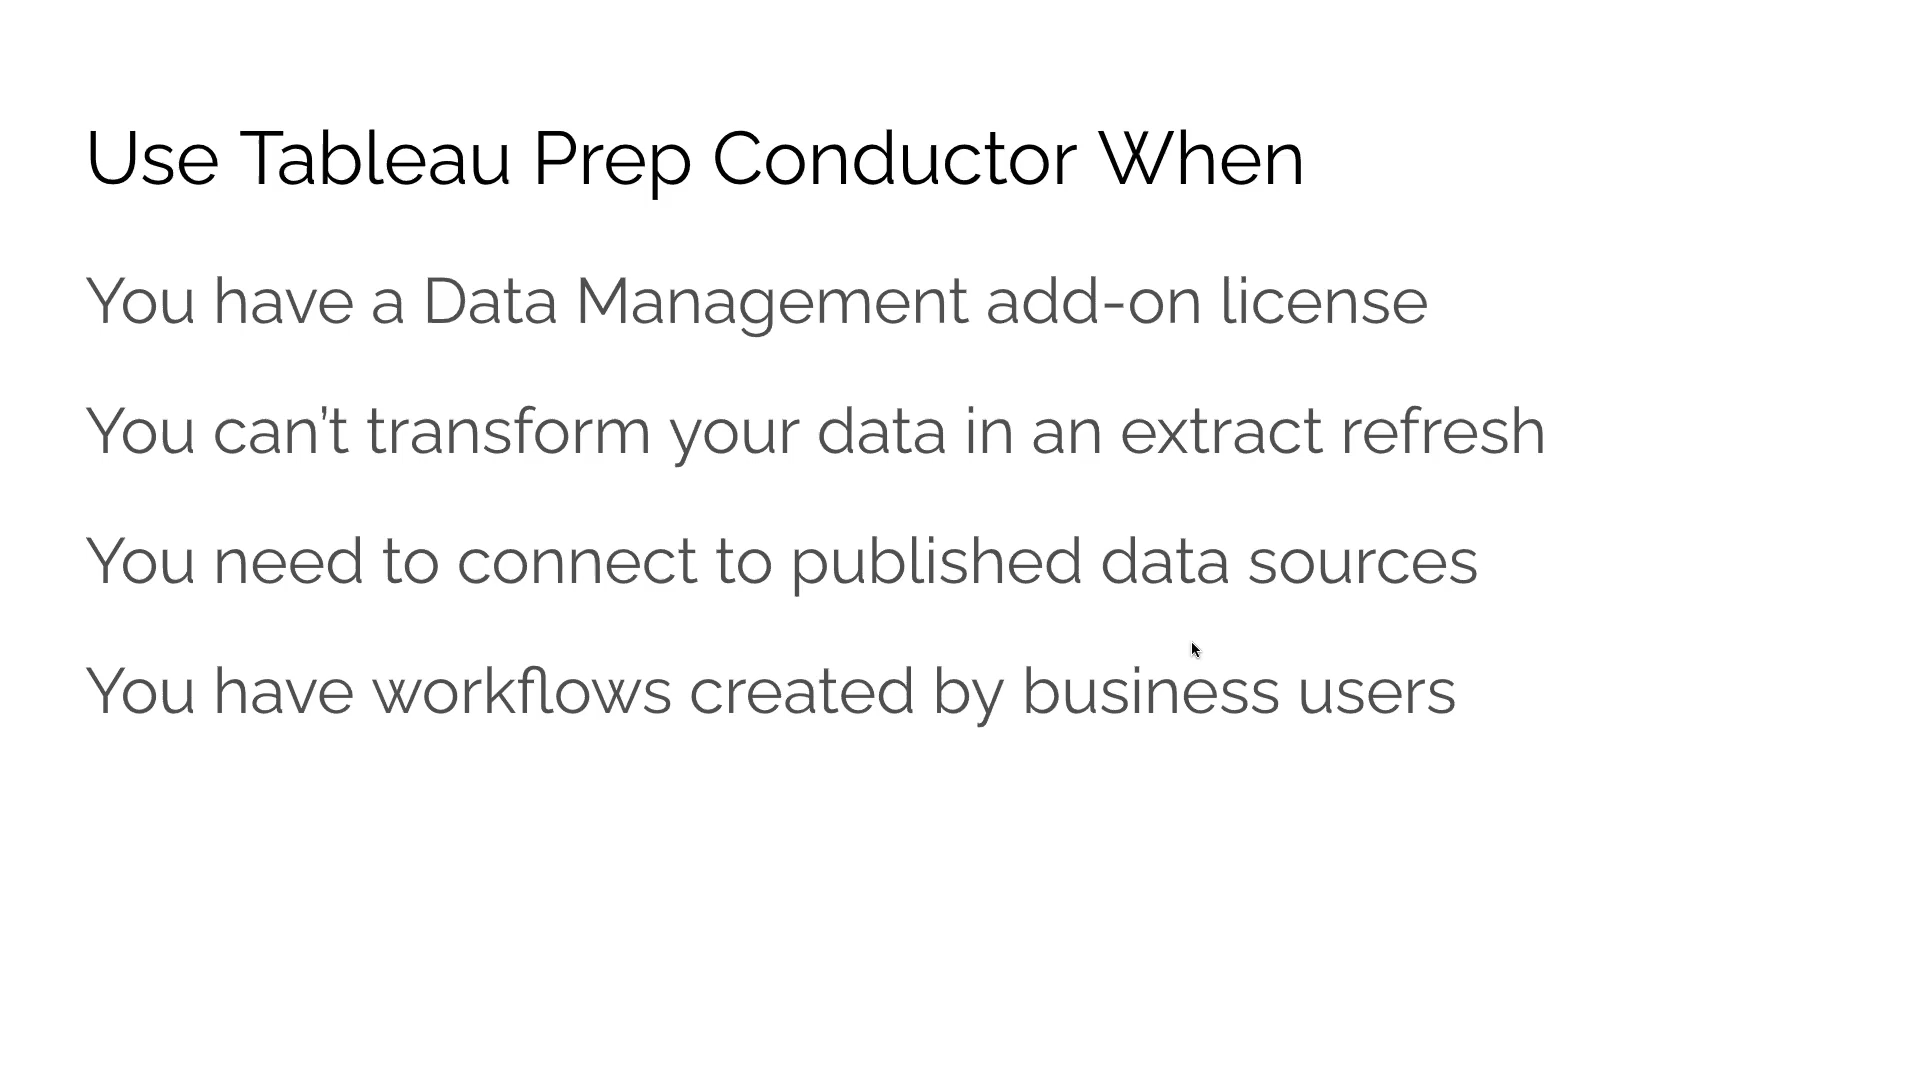 Use Tableau Prep Conductor When
You have a Data Management add-on license
You can’t transform your data in an extract refresh
You need to connect to published data sources
You have workflows created by business users